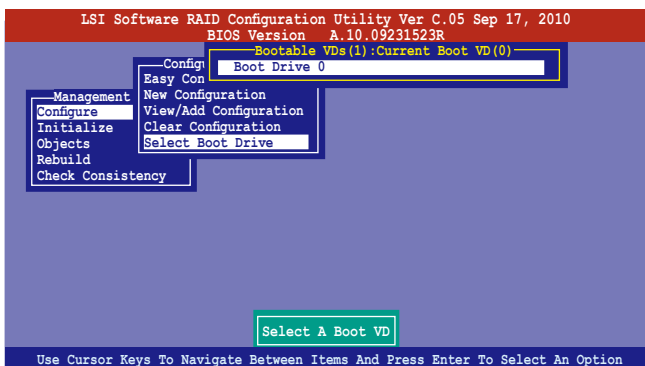 LSI Software RAID Configuration Utility Ver C.05 Sep 17, 2010
BIOS Version A.10.09231523R
Bootable VDs(1):Current Boot VD(0)
Boot Drive 0
Config
Easy Con
New Configuration
View/Add Configuration
Clear Configuration
Select Boot Drive
Management
Configure
Initialize
Objects
Rebuild
Check Consistency
Select A Boot VD
Use Cursor Keys To Navigate Between Items And Press Enter To Select An Option